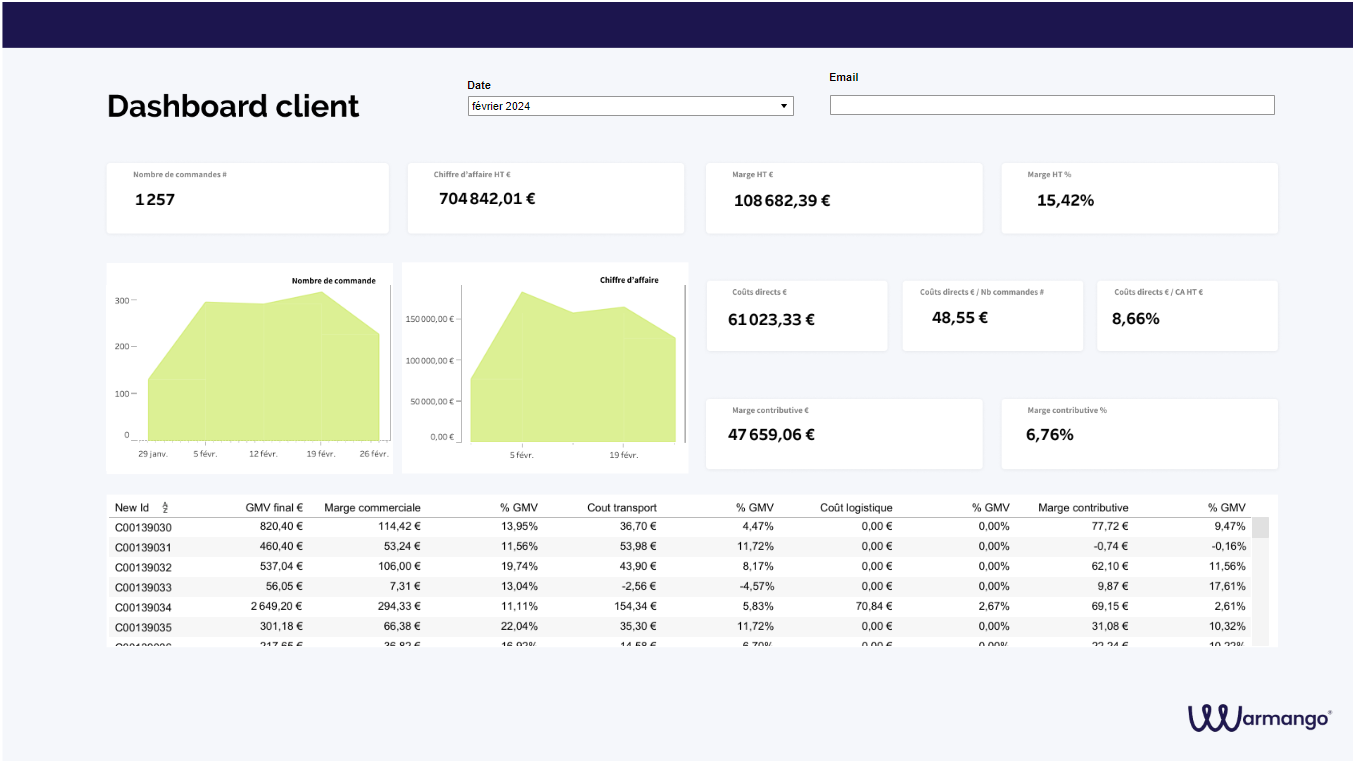 Dashboard client
Date
février 2024
Email
Nombre de commandes #
1 257
Chiffre d'affaire HT €
704 842,01 €
Marge HT €
108 682,39 €
Marge HT %
15,42%
Nombre de commande
300
200
100
0
29 janv. 5 févr. 12 févr. 19 févr. 26 févr.
Chiffre d'affaire
150 000,00 €
100 000,00 €
50 000,00 €
0,00 €
5 févr. 19 févr.
Coûts directs €
61 023,33 €
Coûts directs € / Nb commandes #
48,55 €
Coûts directs € / CA HT €
8,66%
Marge contributive €
47 659,06 €
Marge contributive %
6,76%
New Id GMV final € Marge commerciale % GMV Cout transport % GMV Coût logistique % GMV Marge contributive % GMV
C00139030 820,40 € 114,42 € 13,95% 36,70 € 4,47% 0,00 € 0,00% 77,72 € 9,47%
C00139031 460,40 € 53,24 € 11,56% 53,98 € 11,72% 0,00 € 0,00% -0,74 € -0,16%
C00139032 537,04 € 106,00 € 19,74% 43,90 € 8,17% 0,00 € 0,00% 62,10 € 11,56%
C00139033 56,05 € 7,31 € 13,04% -2,56 € -4,57% 0,00 € 0,00% 9,87 € 17,61%
C00139034 2 649,20 € 294,33 € 11,11% 154,34 € 5,83% 70,84 € 2,67% 69,15 € 2,61%
C00139035 301,18 € 66,38 € 22,04% 35,30 € 11,72% 0,00 € 0,00% 31,08 € 10,32%
Warmango®